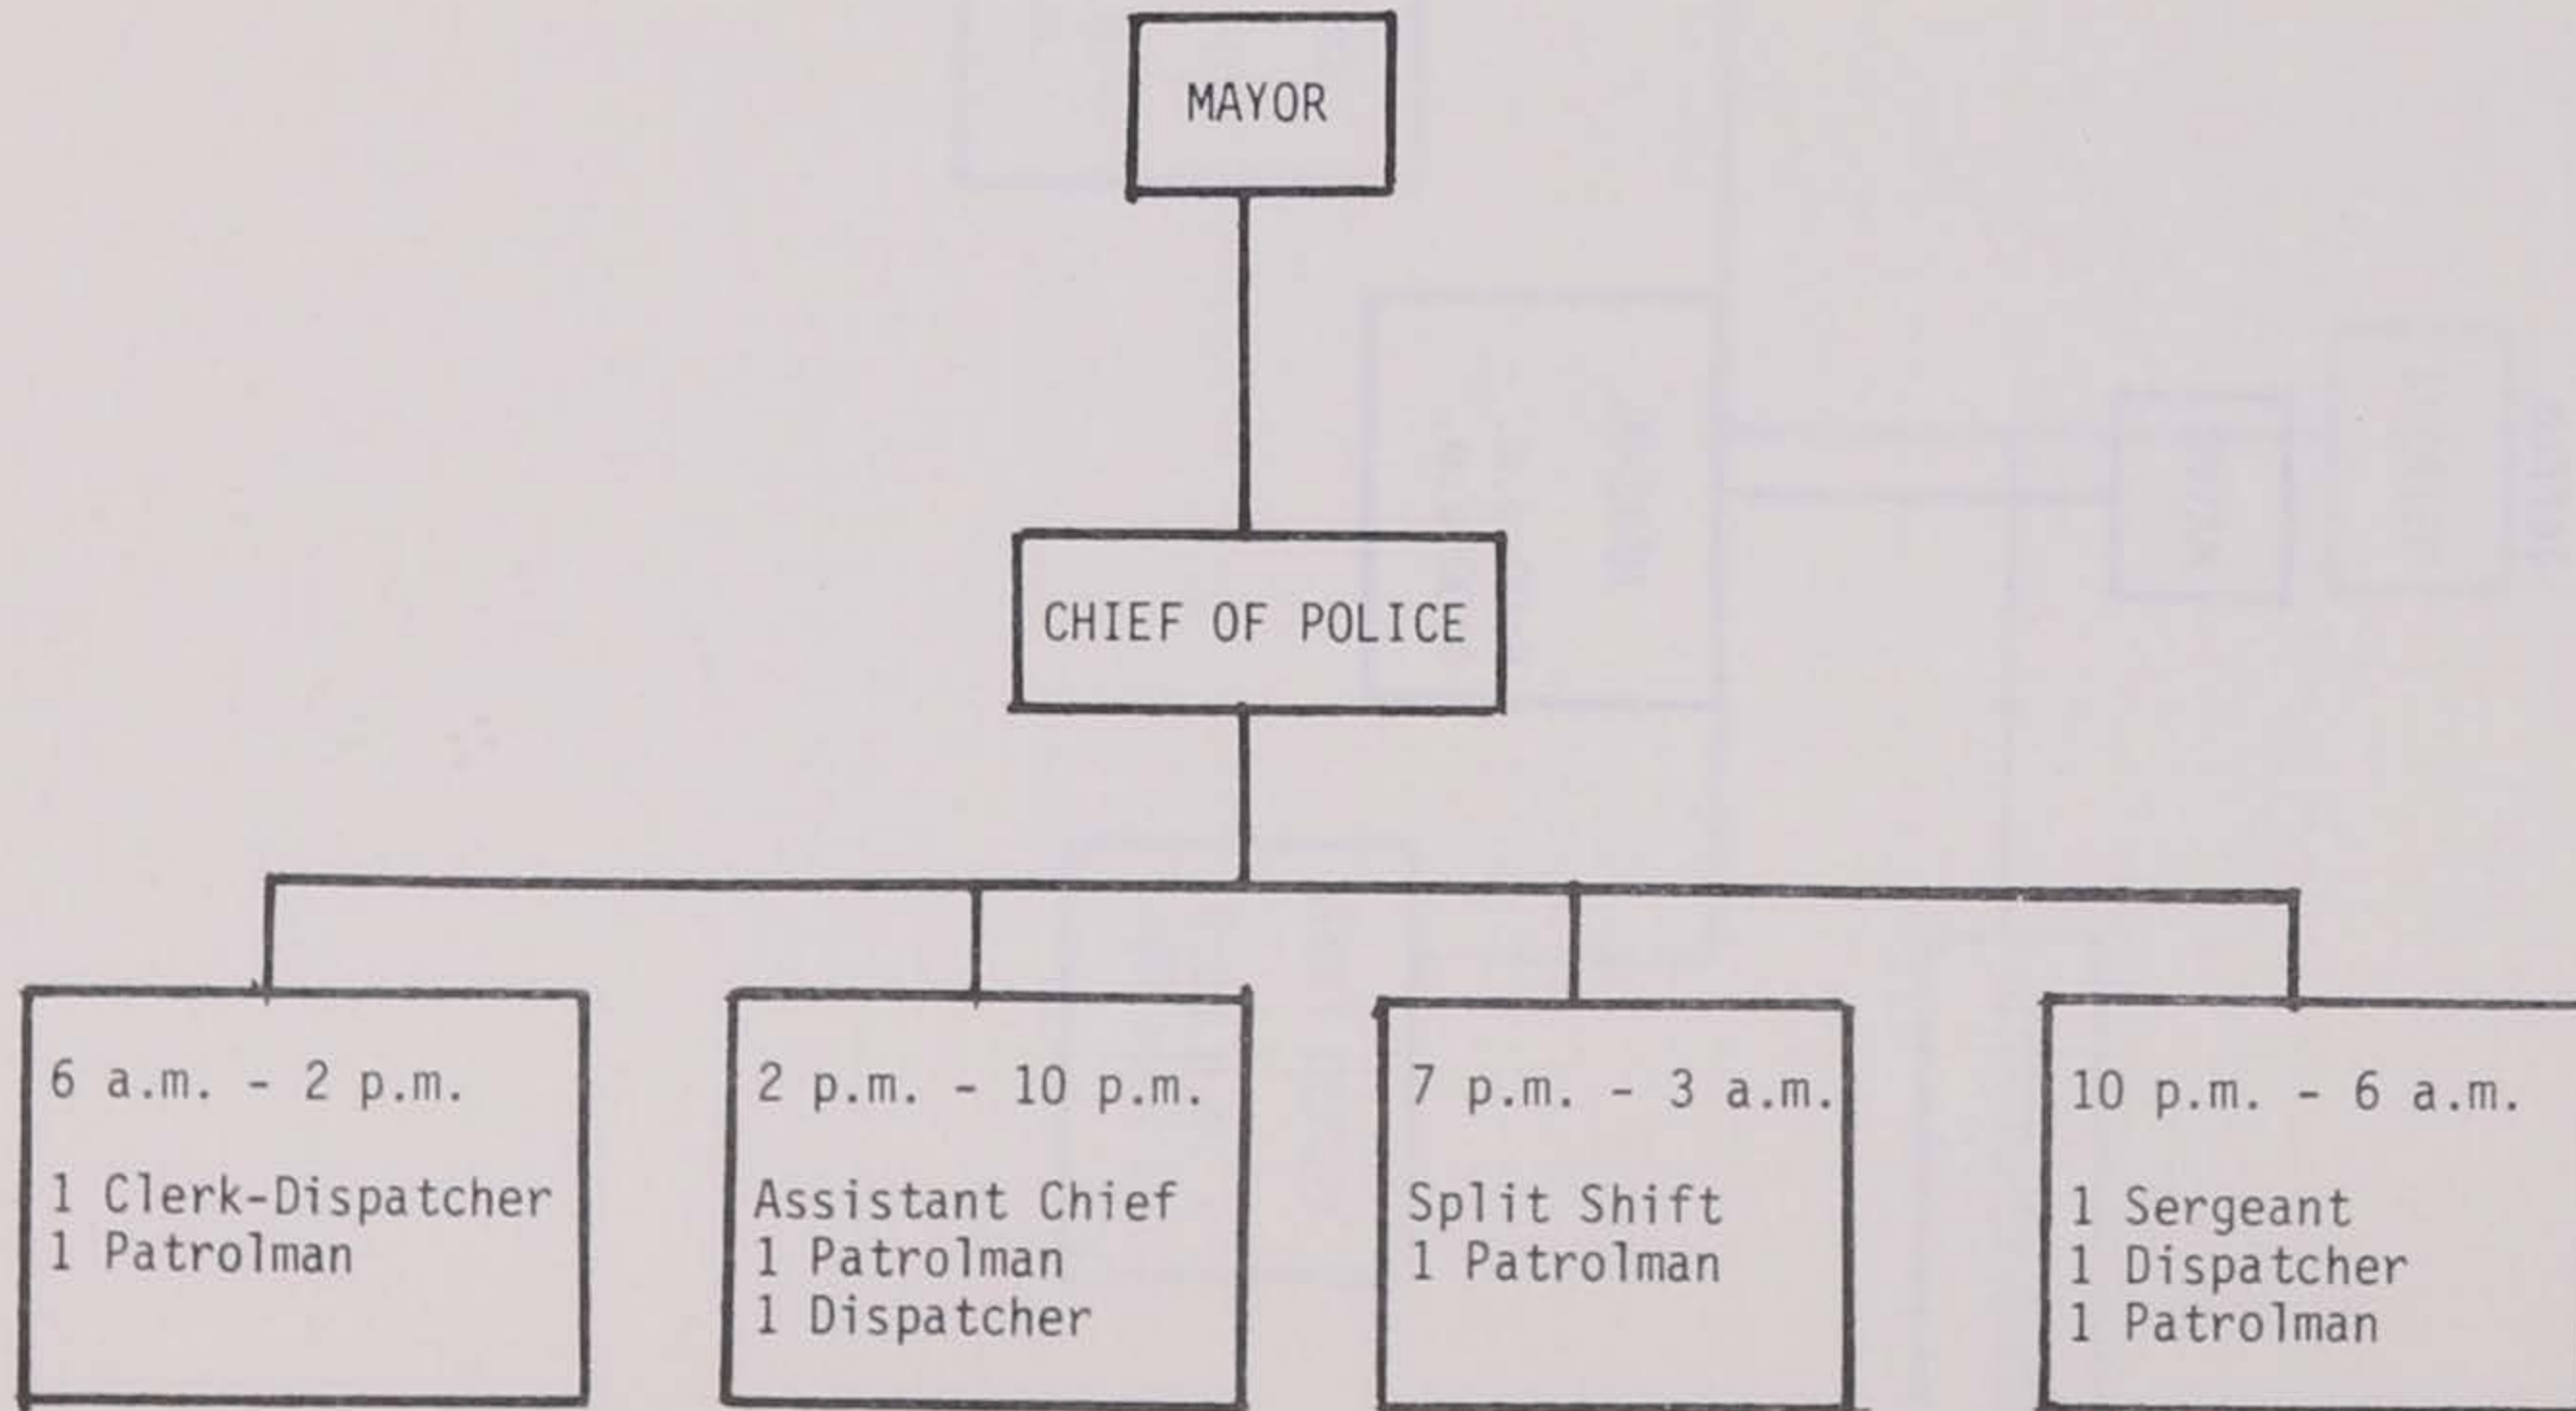 MAYOR
CHIEF OF POLICE
6 a.m. - 2 p.m.
1 Clerk-Dispatcher
1 Patrolman
2 p.m. - 10 p.m.
Assistant Chief
1 Patrolman
1 Dispatcher
7 p.m. - 3 a.m.
Split Shift
1 Patrolman
10 p.m. - 6 a.m.
1 Sergeant
1 Dispatcher
1 Patrolman